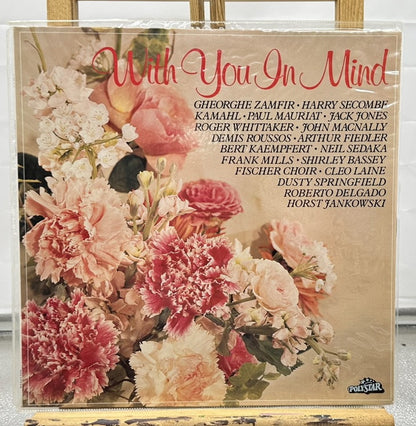 With You In Mind
GHEORGHE ZAMFIR • HARRY SECOMBE
KAMAHL • PAUL MAURIAT • JACK JONES
ROGER WHITTAKER • JOHN MACNALLY
DEMIS ROUSSOS • ARTHUR FIEDLER
BERT KAEMPFERT • NEIL SEDAKA
FRANK MILLS • SHIRLEY BASSEY
FISCHER CHOIR • CLEO LAINE
DUSTY SPRINGFIELD
ROBERTO DELGADO
HORST JANKOWSKI
POLYSTAR